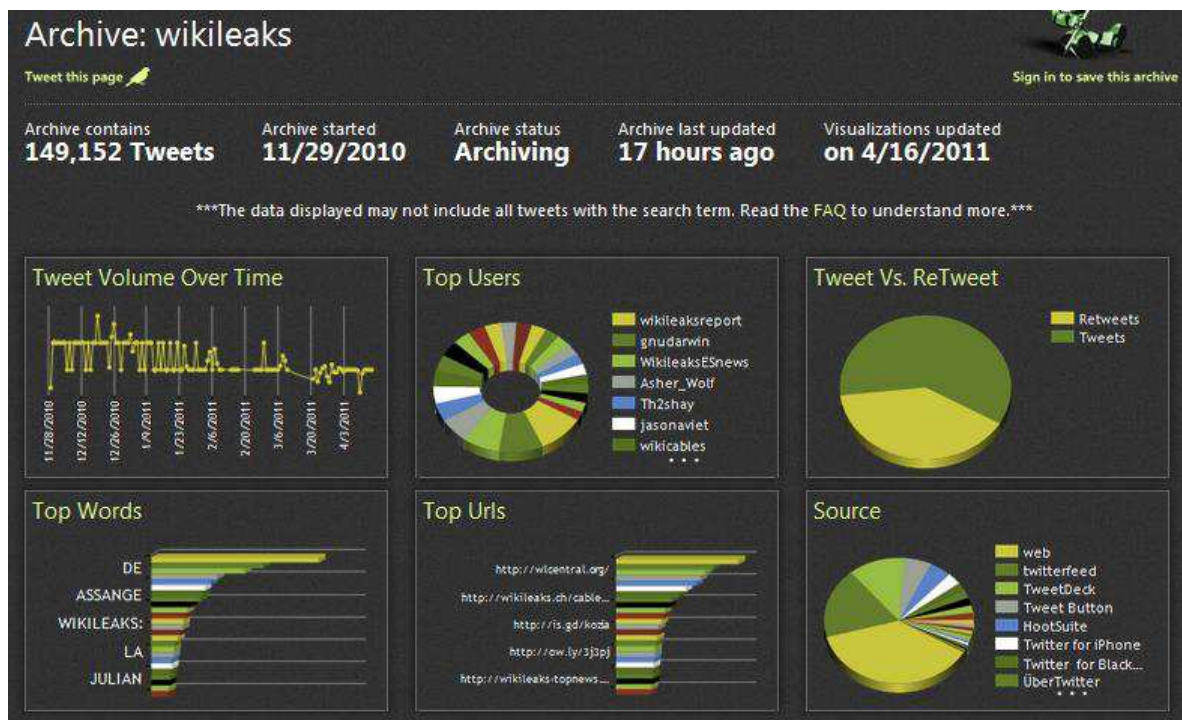 Archive: wikileaks
Tweet this page
Sign in to save this archive
Archive contains
149,152 Tweets
Archive started
11/29/2010
Archive status
Archiving
Archive last updated
17 hours ago
Visualizations updated
on 4/16/2011
***The data displayed may not include all tweets with the search term. Read the FAQ to understand more.***
Tweet Volume Over Time
11/28/2010
12/12/2010
12/26/2010
1/9/2011
1/23/2011
2/6/2011
2/20/2011
3/6/2011
3/20/2011
4/3/2011
Top Users
wikileaksreport
gnudarwin
WikileaksESnews
Asher_Wolf
Th2shay
jasonaviet
wikicables
...
Tweet Vs. ReTweet
Retweets
Tweets
Top Words
DE
ASSANGE
WIKILEAKS:
LA
JULIAN
Top Urls
http://wlcentral.org/
http://wikileaks.ch/cable...
http://is.gd/kozia
http://ow.ly/3j3pj
http://wikileaks-topnews...
Source
web
twitterfeed
TweetDeck
Tweet Button
HootSuite
Twitter for iPhone
Twitter for Black...
ÜberTwitter
...